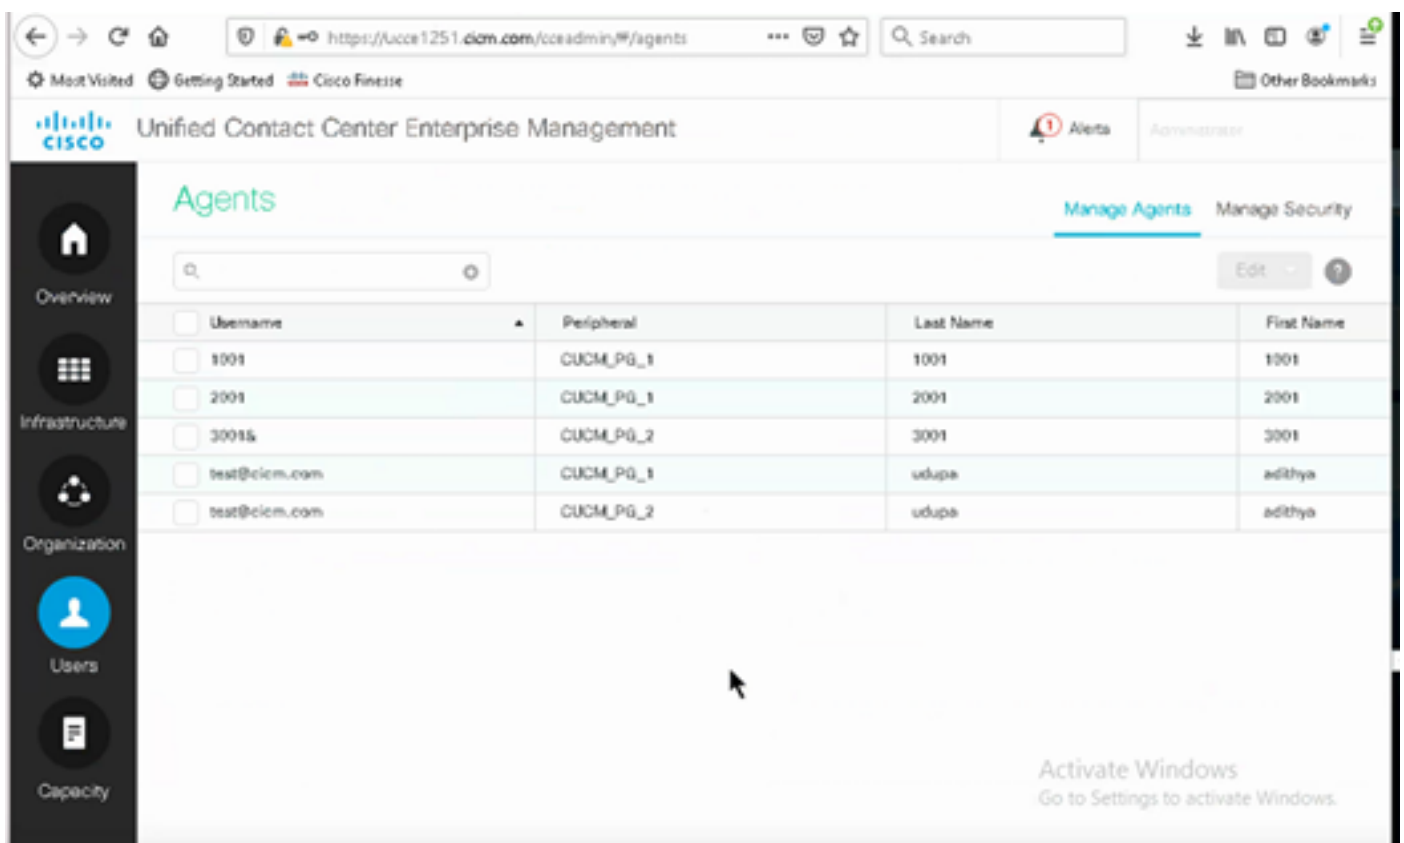 https://ucce1251.cicm.com/cceadmin/#/agents
Search
Most Visited Getting Started Cisco Finesse Other Bookmarks
CISCO Unified Contact Center Enterprise Management 1 Alerts Administrator
Agents
Manage Agents Manage Security
Edit
Overview
Username Peripheral Last Name First Name
1001 CUCM_PG_1 1001 1001
2001 CUCM_PG_1 2001 2001
Infrastructure
3001& CUCM_PG_2 3001 3001
test@cicm.com CUCM_PG_1 udupa adithya
test@cicm.com CUCM_PG_2 udupa adithya
Organization
Users
Capacity
Activate Windows
Go to Settings to activate Windows.